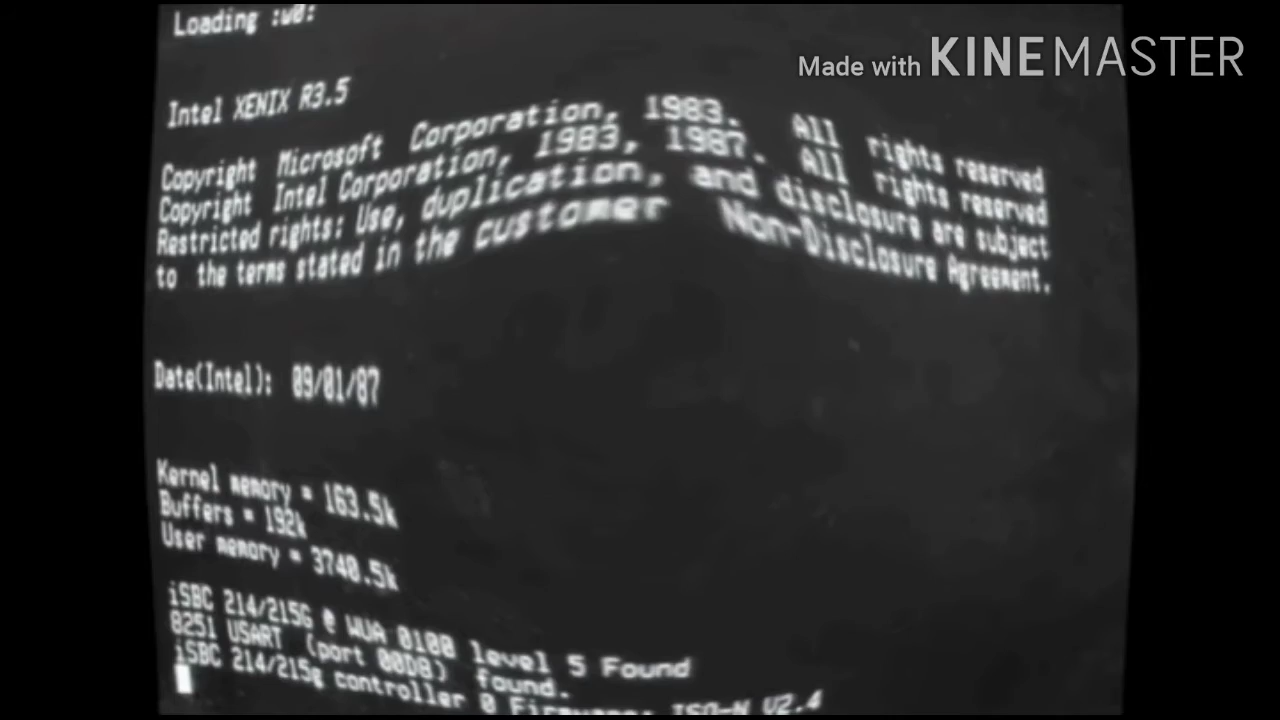 Loading :w0:
Made with KINEMASTER
Intel XENIX R3.5
Copyright Microsoft Corporation, 1983. All rights reserved
Copyright Intel Corporation, 1983, 1987. All rights reserved
Restricted rights: Use, duplication, and disclosure are subject
to the terms stated in the customer Non-Disclosure Agreement.
Date(Intel): 09/01/87
Kernel memory = 163.5k
Buffers = 192k
User memory = 3740.5k
iSBC 214/215G @ WUA 0100 level 5 Found
8251 USART (port 00D8) found.
iSBC 214/215g controller 0 V2.4